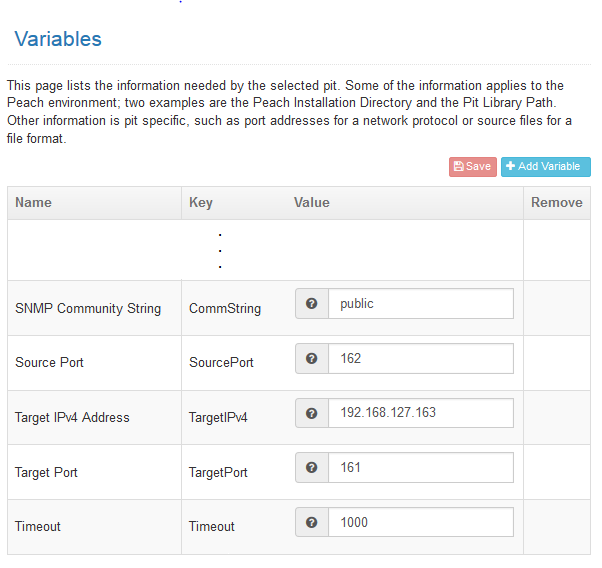 Variables
This page lists the information needed by the selected pit. Some of the information applies to the
Peach environment; two examples are the Peach Installation Directory and the Pit Library Path.
Other information is pit specific, such as port addresses for a network protocol or source files for a
file format.
Save Add Variable
Name Key Value Remove
.
.
.
SNMP Community String CommString public
Source Port SourcePort 162
Target IPv4 Address TargetIPv4 192.168.127.163
Target Port TargetPort 161
Timeout Timeout 1000